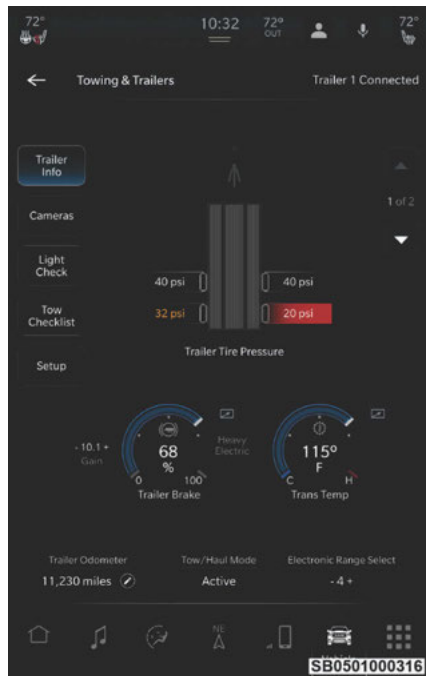 72° 10:32 72° OUT 72°
Towing & Trailers Trailer 1 Connected
Trailer
Info
1 of 2
Cameras
Light
Check
40 psi 40 psi
Tow
Checklist
32 psi 20 psi
Trailer Tire Pressure
Setup
- 10.1 +
Gain
68
%
0 100
Trailer Brake
Heavy
Electric
115°
F
C H
Trans Temp
Trailer Odometer Tow/Haul Mode Electronic Range Select
11,230 miles Active - 4 +
NE
SB0501000316